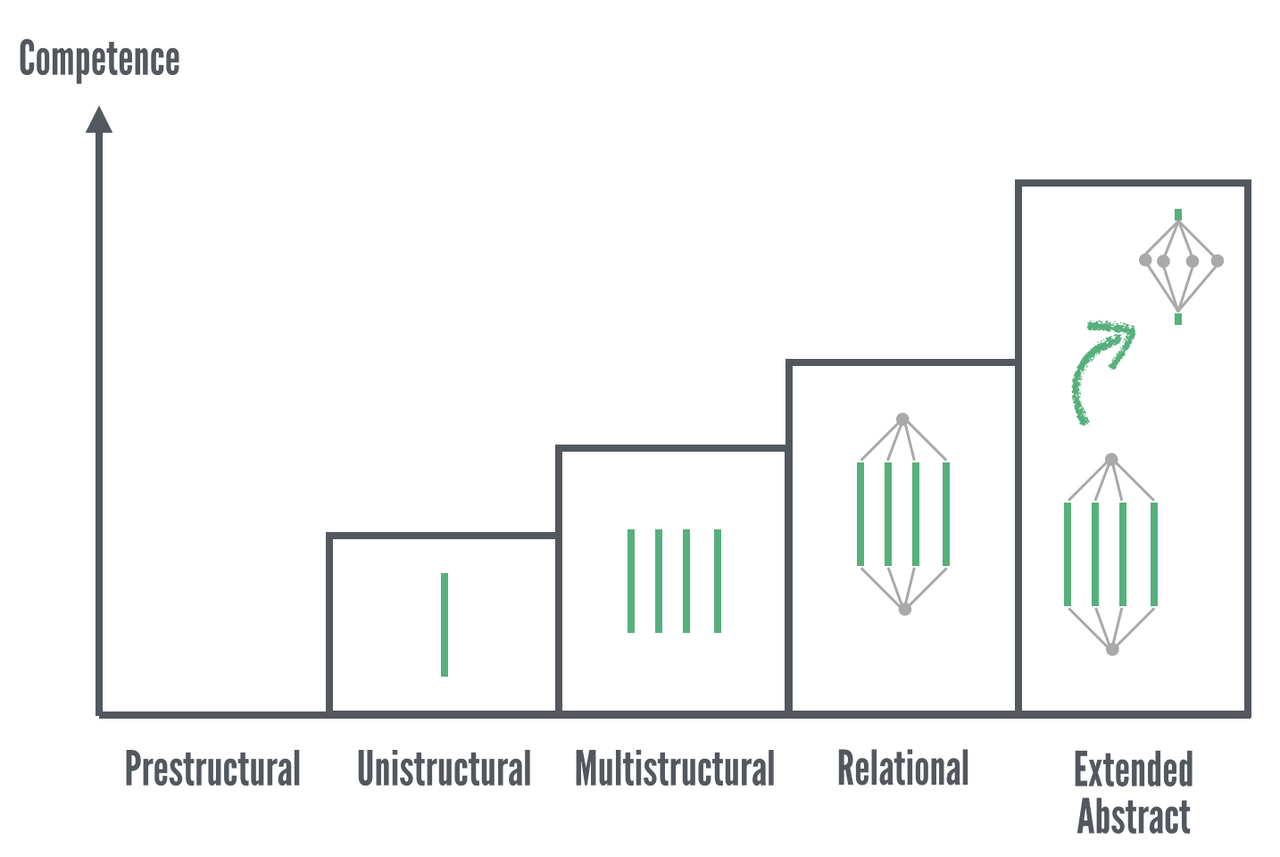 Competence
Prestructural
Unistructural
Multistructural
Relational
Extended
Abstract